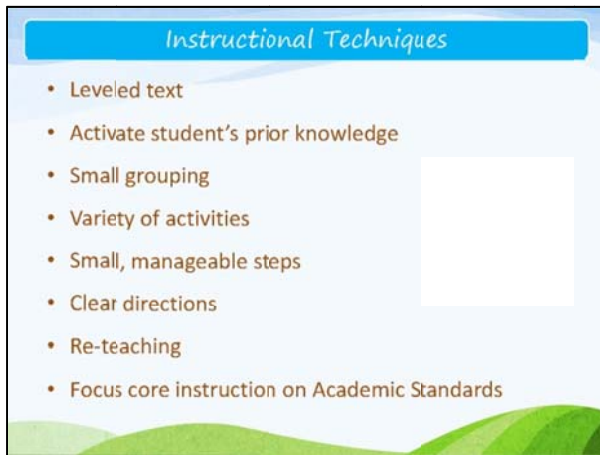 Instructional Techniques
• Leveled text
• Activate student's prior knowledge
• Small grouping
• Variety of activities
• Small, manageable steps
• Clear directions
• Re-teaching
• Focus core instruction on Academic Standards